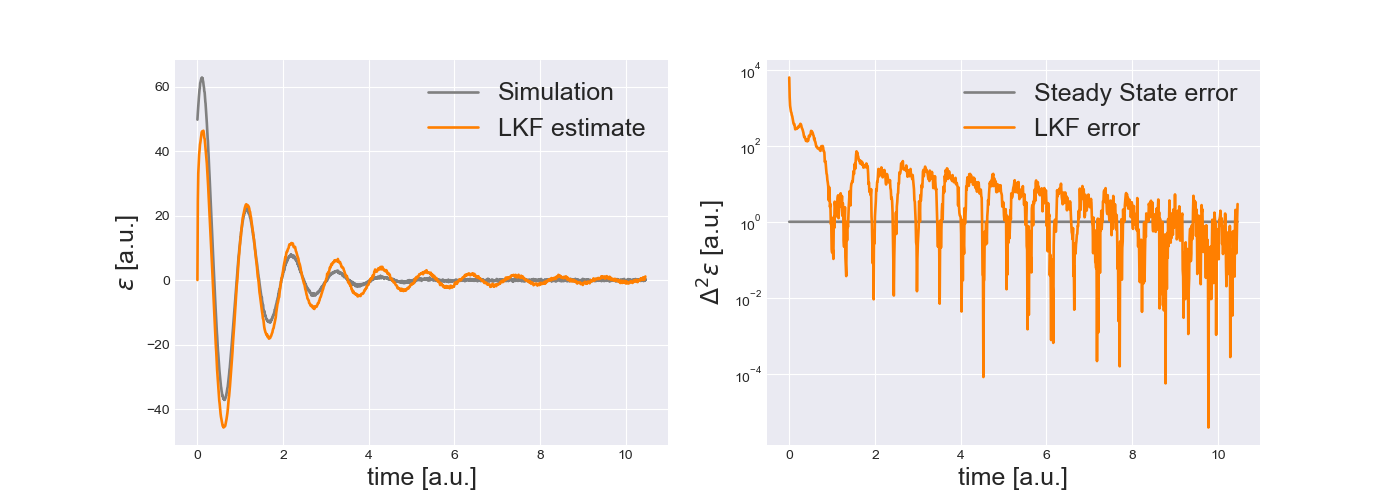 Simulation
LKF estimate
60
40
20
0
−20
−40
ε [a.u.]
0 2 4 6 8 10
time [a.u.]
Steady State error
LKF error
10^4
10^2
10^0
10^−2
10^−4
Δ^2 ε [a.u.]
0 2 4 6 8 10
time [a.u.]